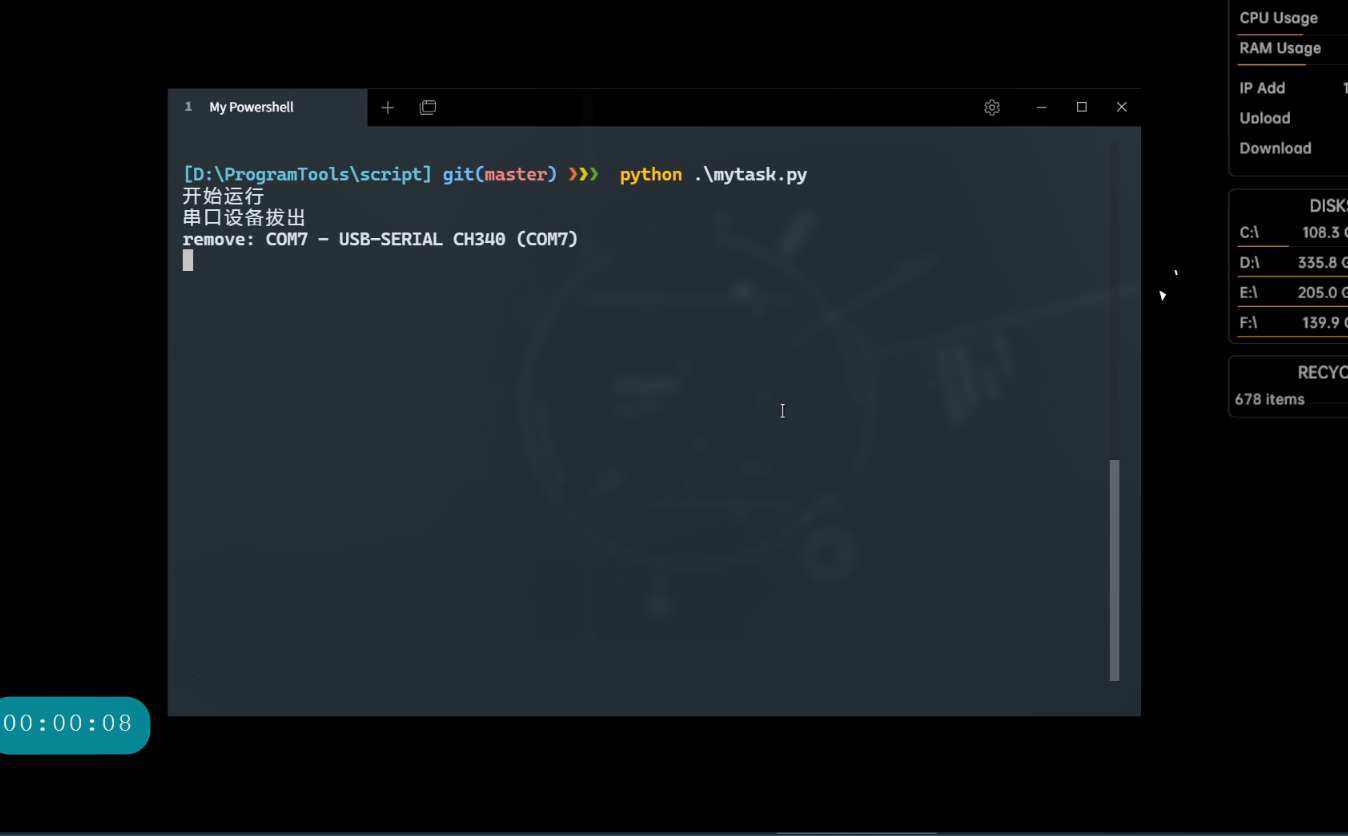 1 My Powershell
[D:\ProgramTools\script] git(master) ❯❯❯ python .\mytask.py
开始运行
串口设备拔出
remove: COM7 - USB-SERIAL CH340 (COM7)
00:00:08
CPU Usage
RAM Usage
IP Add 1
Upload
Download
DISKS
C:\ 108.3 G
D:\ 335.8 G
E:\ 205.0 G
F:\ 139.9 G
RECYC
678 items